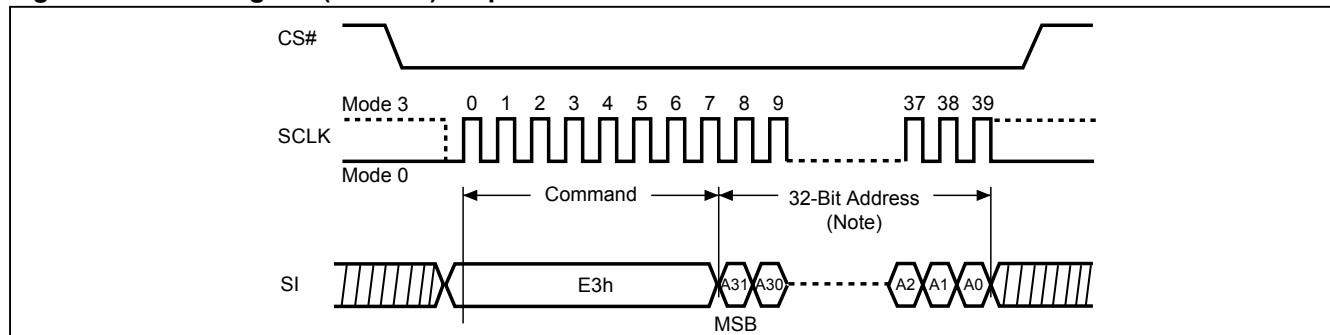 CS#
Mode 3
0 1 2 3 4 5 6 7 8 9 37 38 39
SCLK
Mode 0
Command
32-Bit Address
(Note)
SI
E3h
A31 A30
A2 A1 A0
MSB